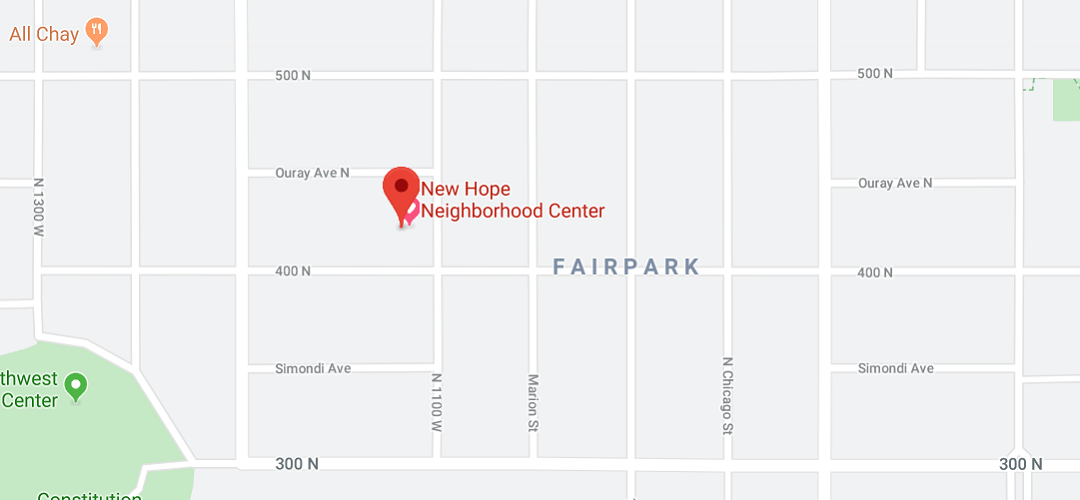 All Chay
500 N
500 N
Ouray Ave N
Ouray Ave N
N 1300 W
New Hope
Neighborhood Center
400 N
FAIRPARK
400 N
Simondi Ave
Simondi Ave
thwest
Center
N 1100 W
Marion St
N Chicago St
300 N
300 N
Constitution